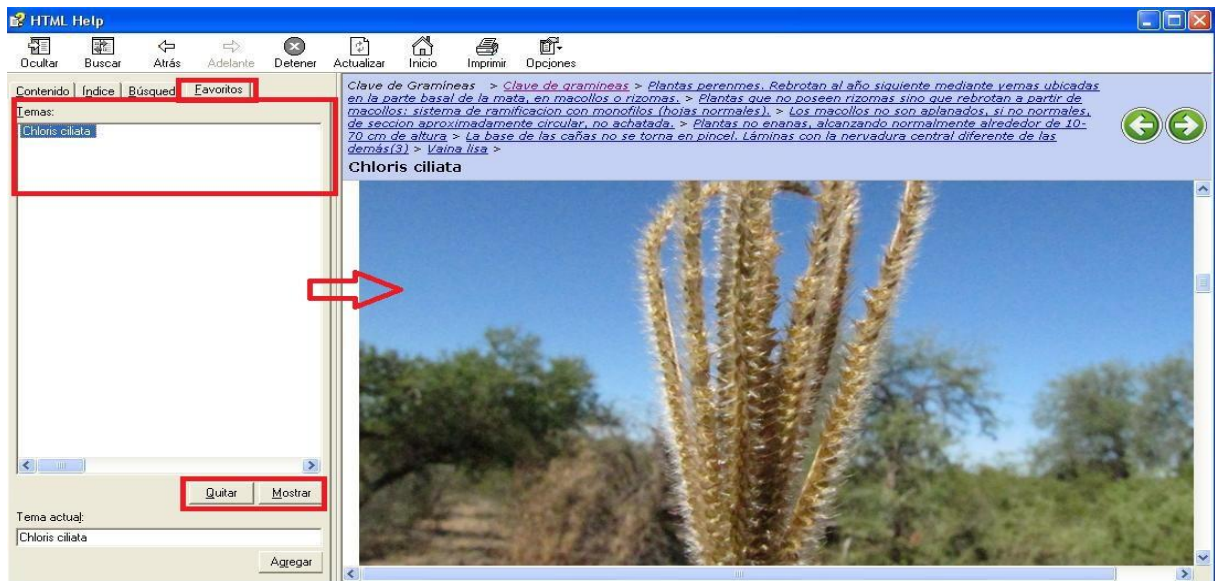 HTML Help
Ocultar Buscar Atrás Adelante Detener Actualizar Inicio Imprimir Opciones
Contenido Índice Búsqued Favoritos
Temas:
Chloris ciliata
Quitar Mostrar
Tema actual:
Chloris ciliata
Agregar
Clave de Gramíneas > Clave de gramineas > Plantas perenmes. Rebrotan al año siguiente mediante yemas ubicadas
en la parte basal de la mata, en macollos o rizomas. > Plantas que no poseen rizomas sino que rebrotan a partir de
macollos: sistema de ramificacion con monofilos (hojas normales). > Los macollos no son aplanados, si no normales,
de seccion aproximadamente circular, no achatada. > Plantas no enanas, alcanzando normalmente alrededor de 10-
70 cm de altura > La base de las cañas no se torna en pincel. Láminas con la nervadura central diferente de las
demás(3) > Vaina lisa >
Chloris ciliata